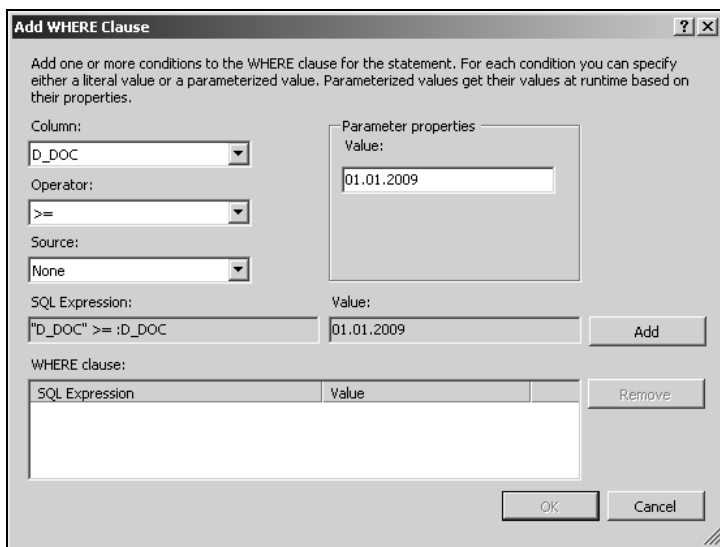 Add WHERE Clause
Add one or more conditions to the WHERE clause for the statement. For each condition you can specify
either a literal value or a parameterized value. Parameterized values get their values at runtime based on
their properties.
Column:
D_DOC
Operator:
>=
Source:
None
Parameter properties
Value:
01.01.2009
SQL Expression:
"D_DOC" >= :D_DOC
Value:
01.01.2009
Add
WHERE clause:
SQL Expression Value
Remove
OK Cancel